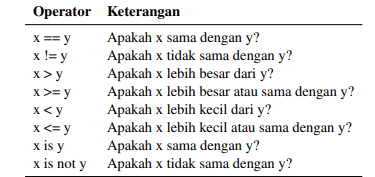 Operator Keterangan
x == y Apakah x sama dengan y?
x != y Apakah x tidak sama dengan y?
x > y Apakah x lebih besar dari y?
x >= y Apakah x lebih besar atau sama dengan y?
x < y Apakah x lebih kecil dari y?
x <= y Apakah x lebih kecil atau sama dengan y?
x is y Apakah x sama dengan y?
x is not y Apakah x tidak sama dengan y?